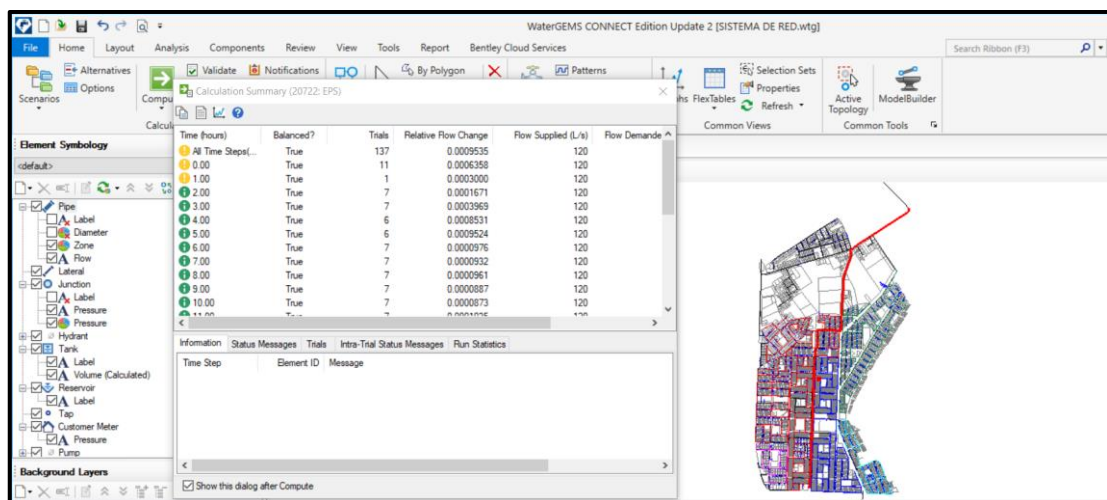 WaterGEMS CONNECT Edition Update 2 [SISTEMA DE RED.wtg]
File Home Layout Analysis Components Review View Tools Report Bentley Cloud Services
Search Ribbon (F3)
Scenarios
Alternatives
Options
Compu
Validate
Notifications
By Polygon
Patterns
hs
FlexTables
Selection Sets
Properties
Refresh
Active Topology
ModelBuilder
Calcula
Common Views
Common Tools
Calculation Summary (20722: EPS)
Time (hours) Balanced? Trials Relative Flow Change Flow Supplied (L/s) Flow Demande
All Time Steps(... True 137 0.0009535 120
0.00 True 11 0.0006358 120
1.00 True 1 0.0003000 120
2.00 True 7 0.0001671 120
3.00 True 7 0.0003969 120
4.00 True 6 0.0008531 120
5.00 True 6 0.0009524 120
6.00 True 7 0.0000976 120
7.00 True 7 0.0000932 120
8.00 True 7 0.0000961 120
9.00 True 7 0.0000887 120
10.00 True 7 0.0000873 120
Information Status Messages Trials Intra-Trial Status Messages Run Statistics
Time Step Element ID Message
Show this dialog after Compute
Element Symbology
<default>
Pipe
Label
Diameter
Zone
Flow
Lateral
Junction
Label
Pressure
Pressure
Hydrant
Tank
Label
Volume (Calculated)
Reservoir
Label
Tap
Customer Meter
Pressure
Pump
Background Layers